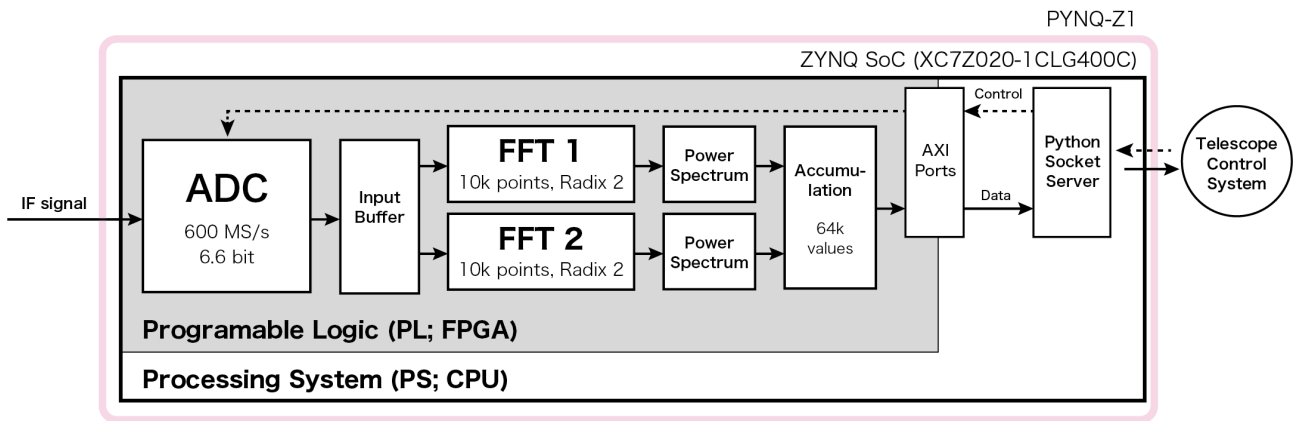 PYNQ-Z1
ZYNQ SoC (XC7Z020-1CLG400C)
IF signal
ADC
600 MS/s
6.6 bit
Input
Buffer
FFT 1
10k points, Radix 2
FFT 2
10k points, Radix 2
Power
Spectrum
Power
Spectrum
Accumu-
lation
64k
values
AXI
Ports
Control
Data
Python
Socket
Server
Telescope
Control
System
Programable Logic (PL; FPGA)
Processing System (PS; CPU)